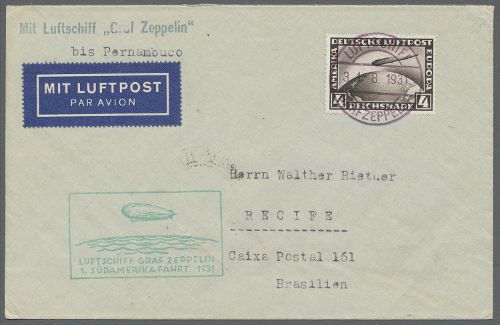 Mit Luftschiff „Graf Zeppelin"
bis Pernambuco
MIT LUFTPOST
PAR AVION
DEUTSCHE LUFTPOST
AMERIKA
EUROPA
1931
4 REICHSMARK 4
Herrn Walther Riether
RECIFE
Caixa Postal 161
Brasilien
LUFTSCHIFF GRAF ZEPPELIN
1. SÜDAMERIKAFAHRT 1931